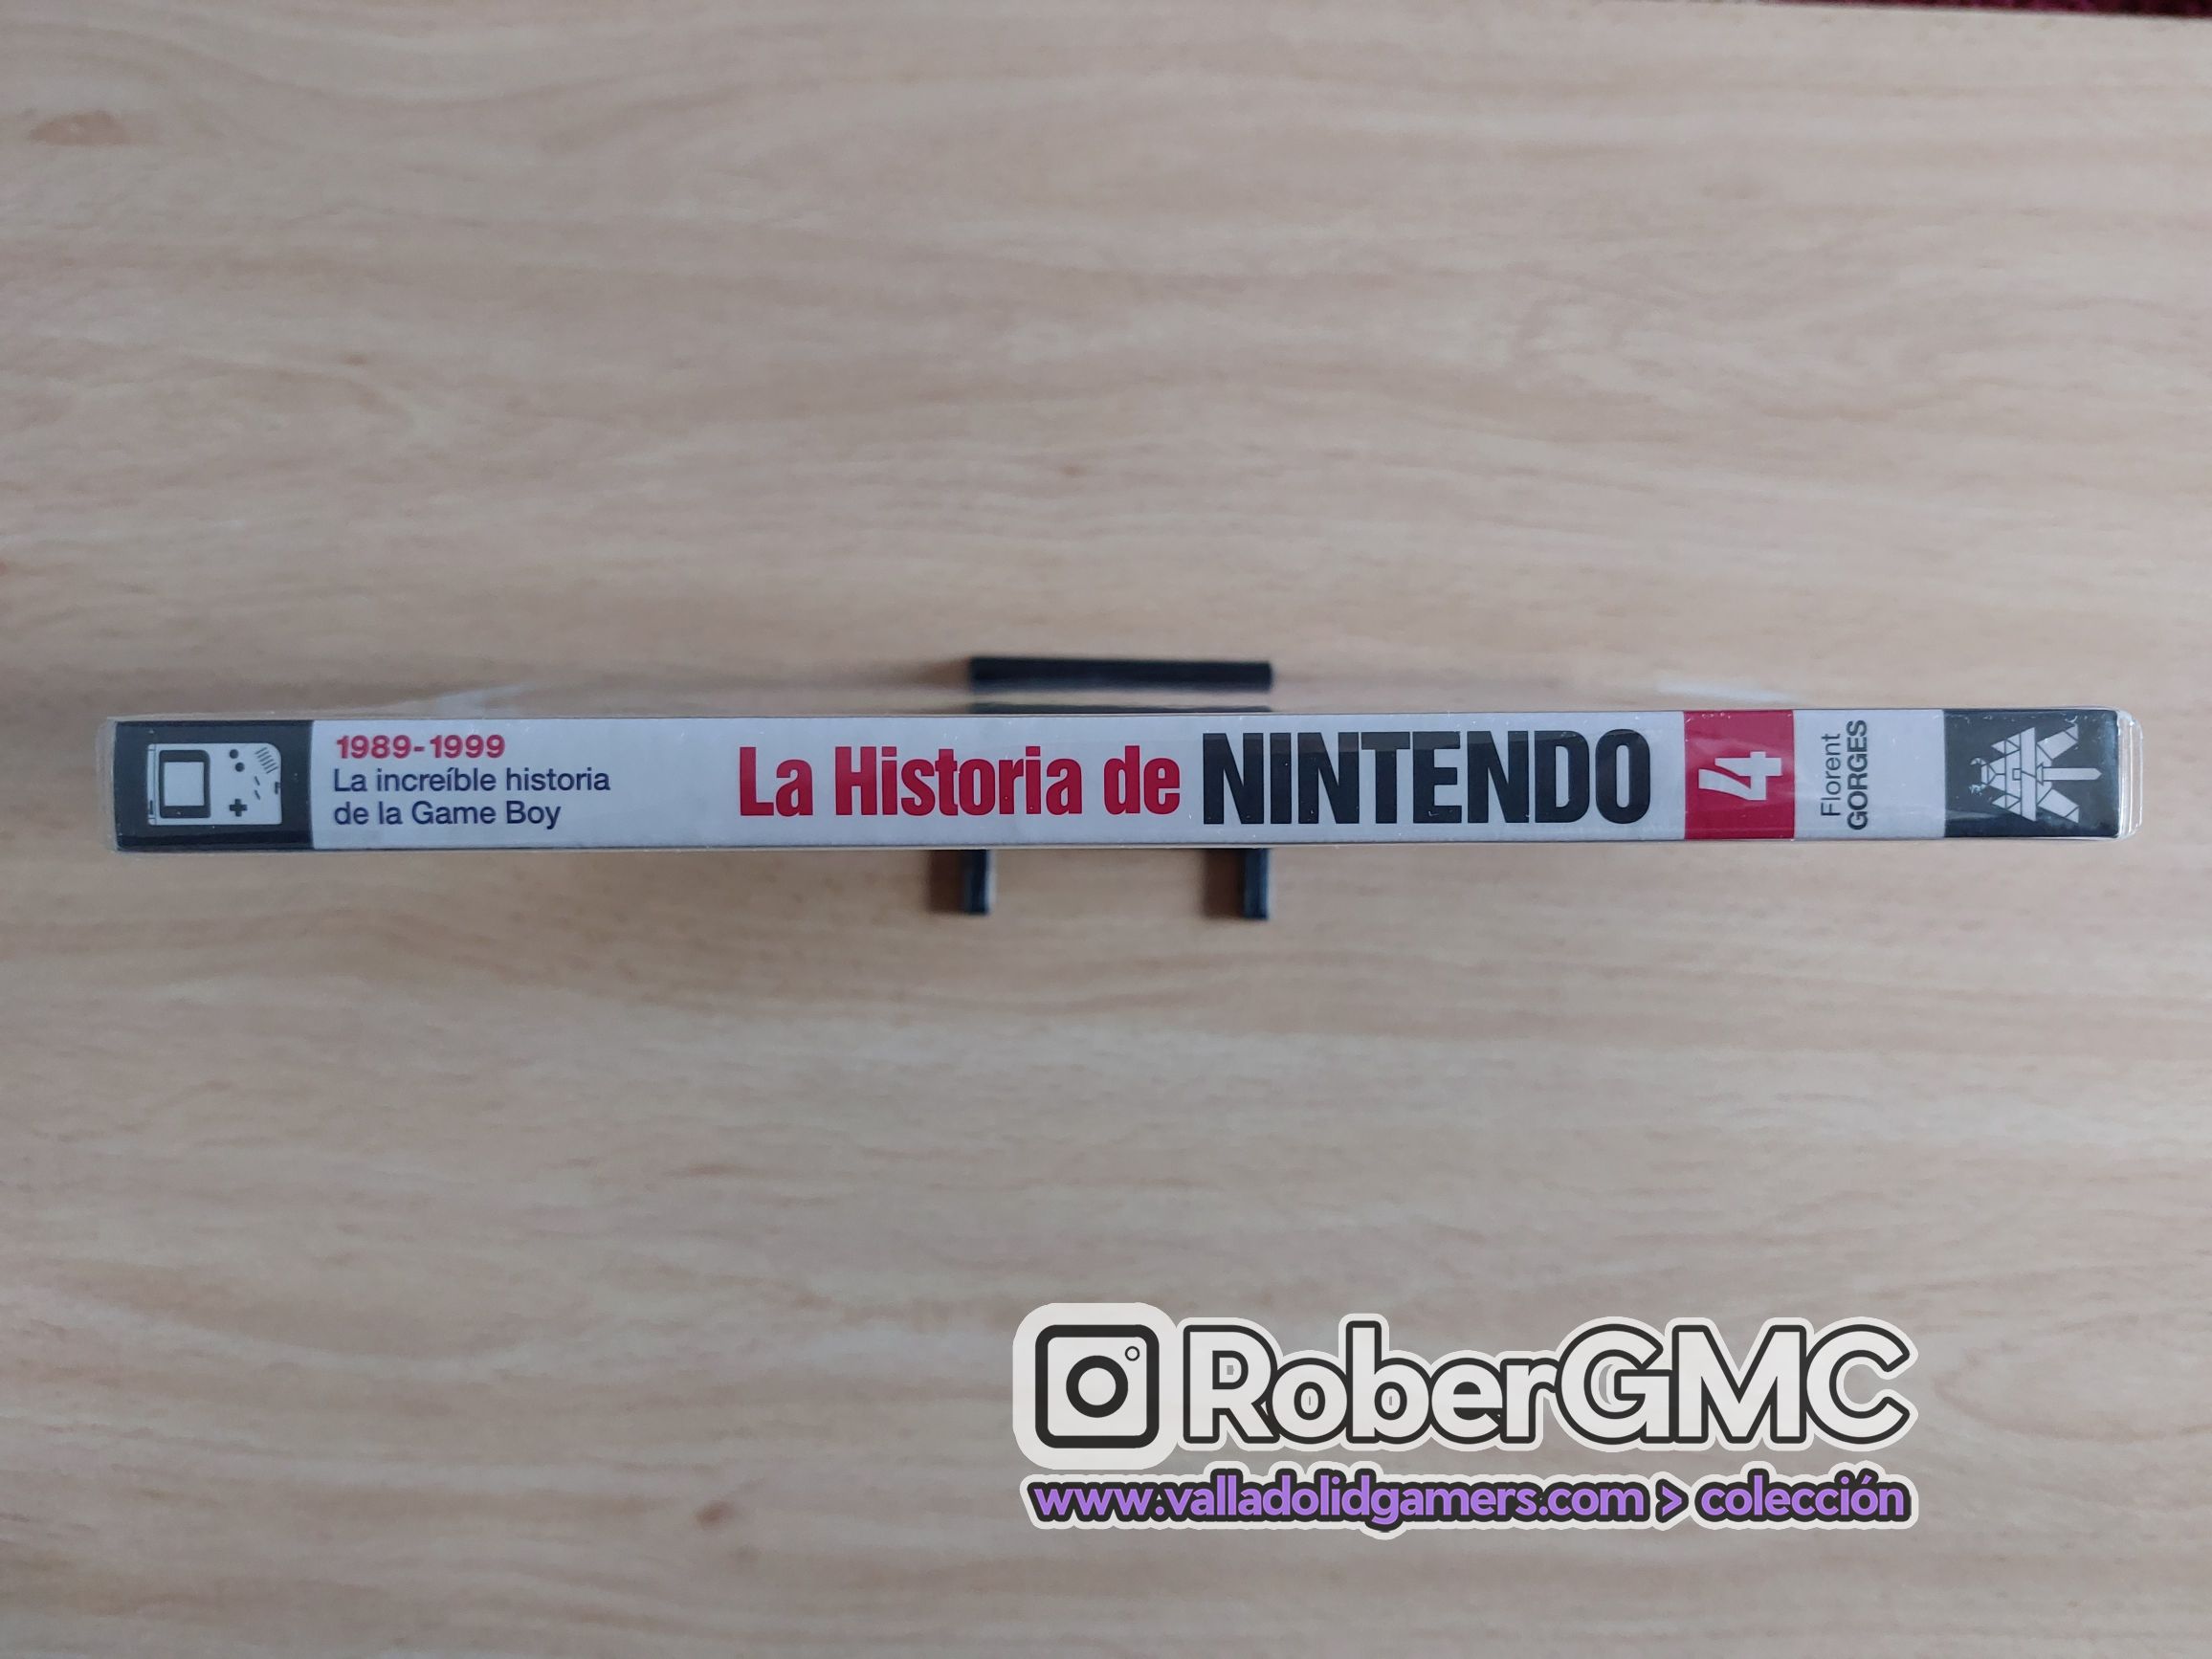 1989-1999
La increíble historia
de la Game Boy
La Historia de NINTENDO
4
Florent
GORGES
RoberGMC
www.valladolidgamers.com > colección